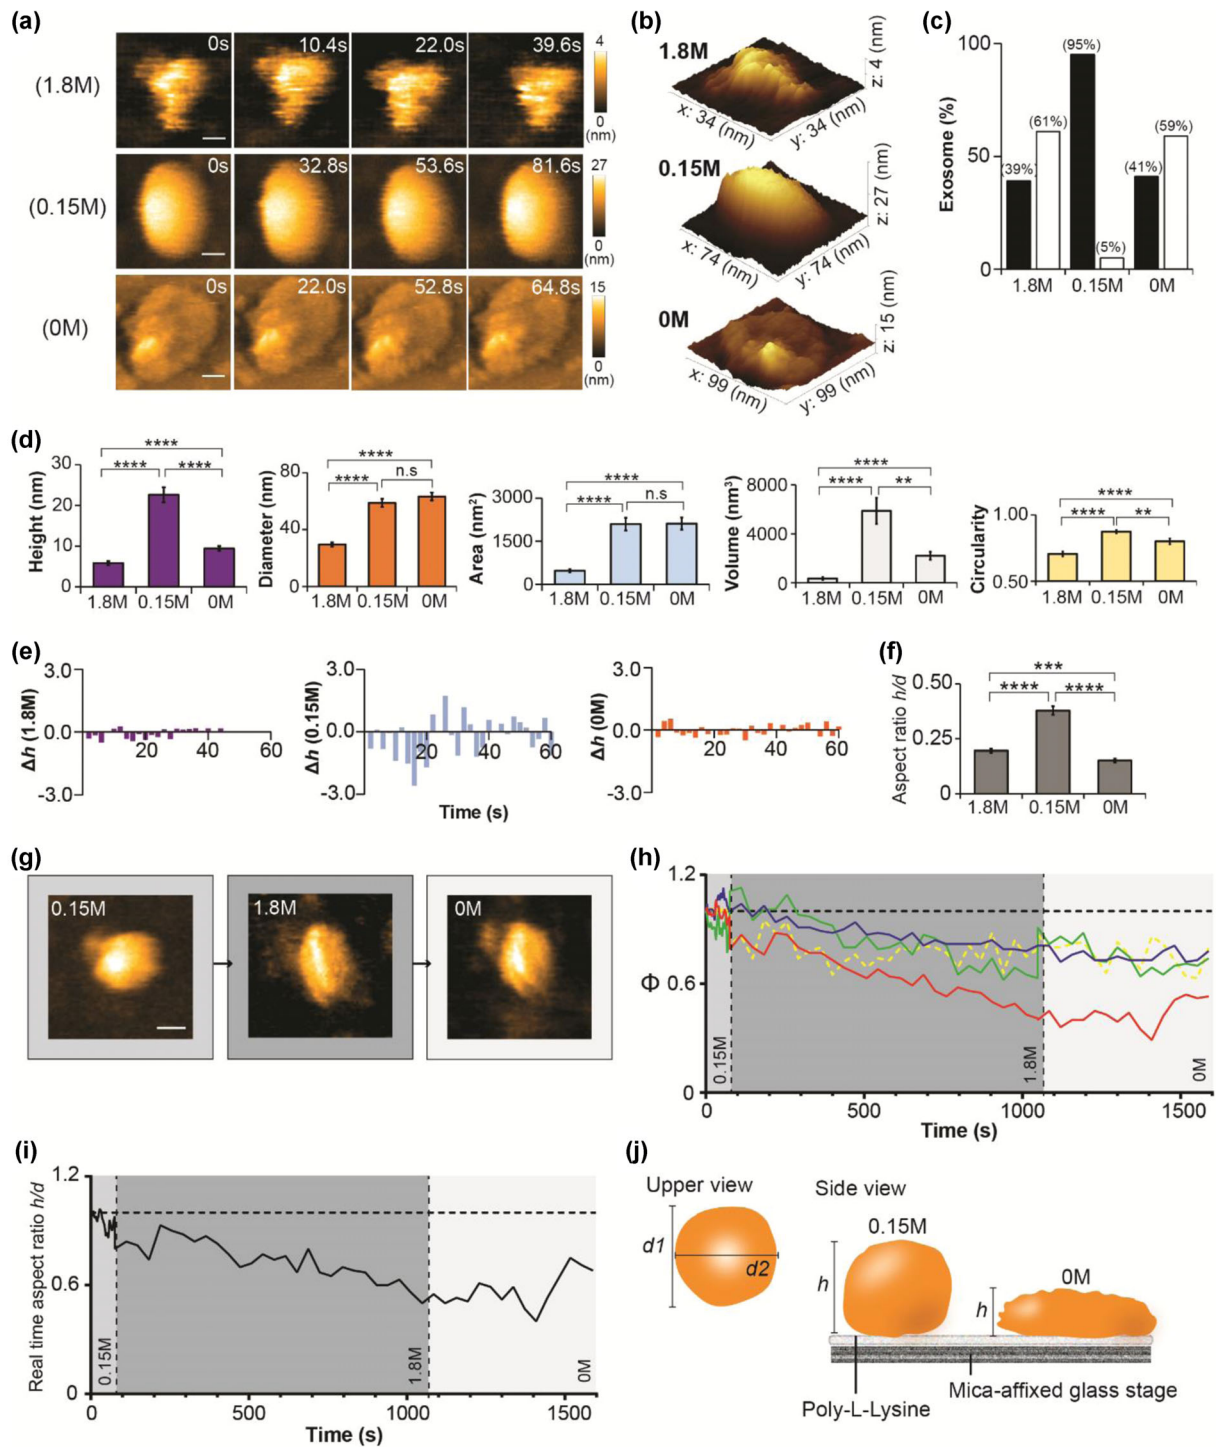 (a)
(1.8M)
0s
10.4s
22.0s
39.6s
4
0
(nm)
(0.15M)
0s
32.8s
53.6s
81.6s
27
0
(nm)
(0M)
0s
22.0s
52.8s
64.8s
15
0
(nm)
(b)
1.8M
z: 4 (nm)
x: 34 (nm)
y: 34 (nm)
0.15M
z: 27 (nm)
x: 74 (nm)
y: 74 (nm)
0M
z: 15 (nm)
x: 99 (nm)
y: 99 (nm)
(c)
Exosome (%)
100
50
0
(39%)
(61%)
(95%)
(5%)
(41%)
(59%)
1.8M
0.15M
0M
(d)
Height (nm)
30
20
10
0
****
**** ****
1.8M 0.15M 0M
Diameter (nm)
80
40
0
****
**** n.s
1.8M 0.15M 0M
Area (nm²)
3000
1500
0
****
**** n.s
1.8M 0.15M 0M
Volume (nm³)
8000
6000
4000
2000
0
****
**** **
1.8M 0.15M 0M
Circularity
1.00
0.50
****
**** **
1.8M 0.15M 0M
(e)
Δh (1.8M)
3.0
0.0
-3.0
20 40 60
Δh (0.15M)
3.0
0.0
-3.0
20 40 60
Time (s)
Δh (0M)
3.0
0.0
-3.0
20 40 60
(f)
Aspect ratio h/d
0.50
0.25
0
***
**** ****
1.8M 0.15M 0M
(g)
0.15M
1.8M
0M
(h)
Φ
1.2
0.6
0
0.15M
1.8M
0M
0 500 1000 1500
Time (s)
(i)
Real time aspect ratio h/d
1.2
0.6
0
0.15M
1.8M
0M
0 500 1000 1500
Time (s)
(j)
Upper view
d1
d2
Side view
0.15M
h
0M
h
Mica-affixed glass stage
Poly-L-Lysine